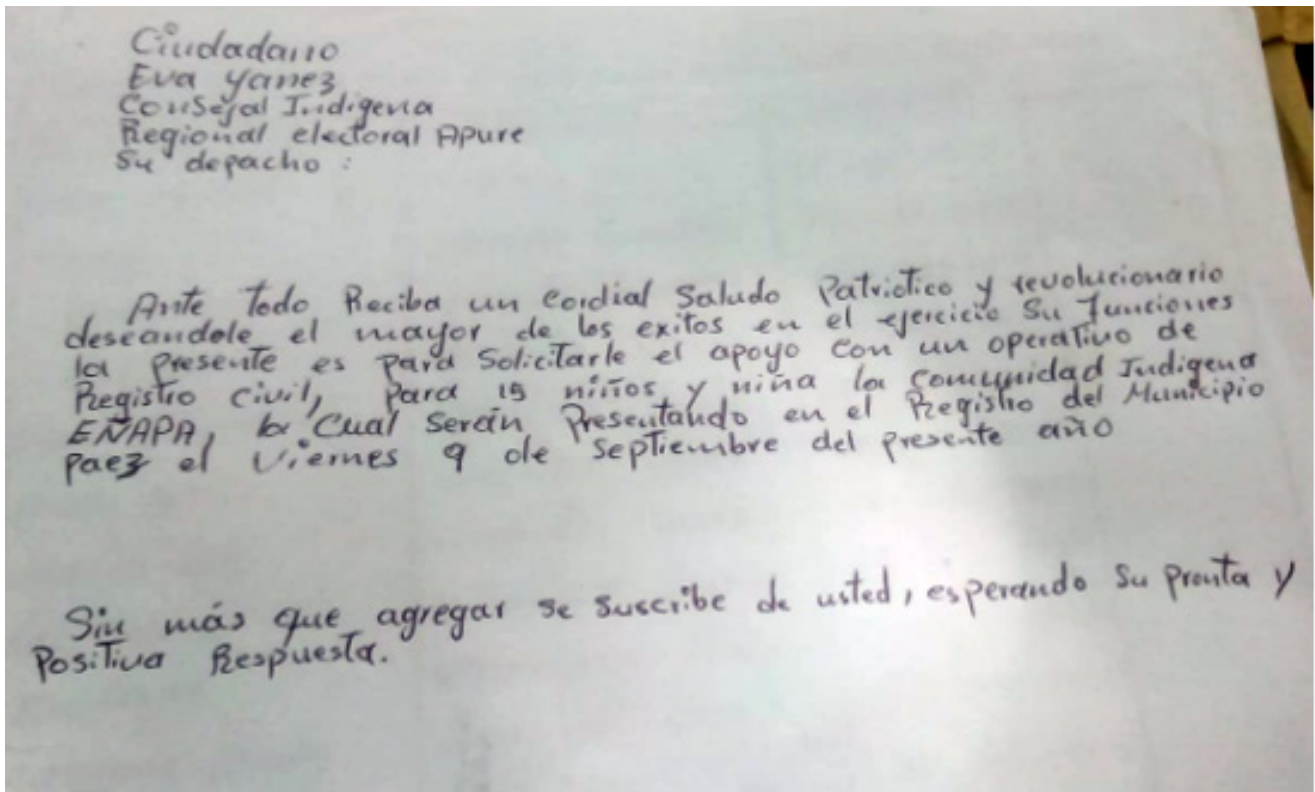 Ciudadano
Eva Yanez
Consejal Indigena
Regional electoral Apure
Su depacho :
Ante todo Reciba un cordial Saludo Patriotico y revolucionario
deseandole el mayor de los exitos en el ejercicio Su funciones
la presente es para Solicitarle el apoyo con un operativo de
Registro Civil, para 15 niños y niña la comunidad Indigena
EÑAPA, lo Cual Serán Presentando en el Registro del Municipio
paez el Viernes 9 de Septiembre del presente año
Sin más que agregar se suscribe de usted, esperando Su pronta y
Positiva Respuesta.